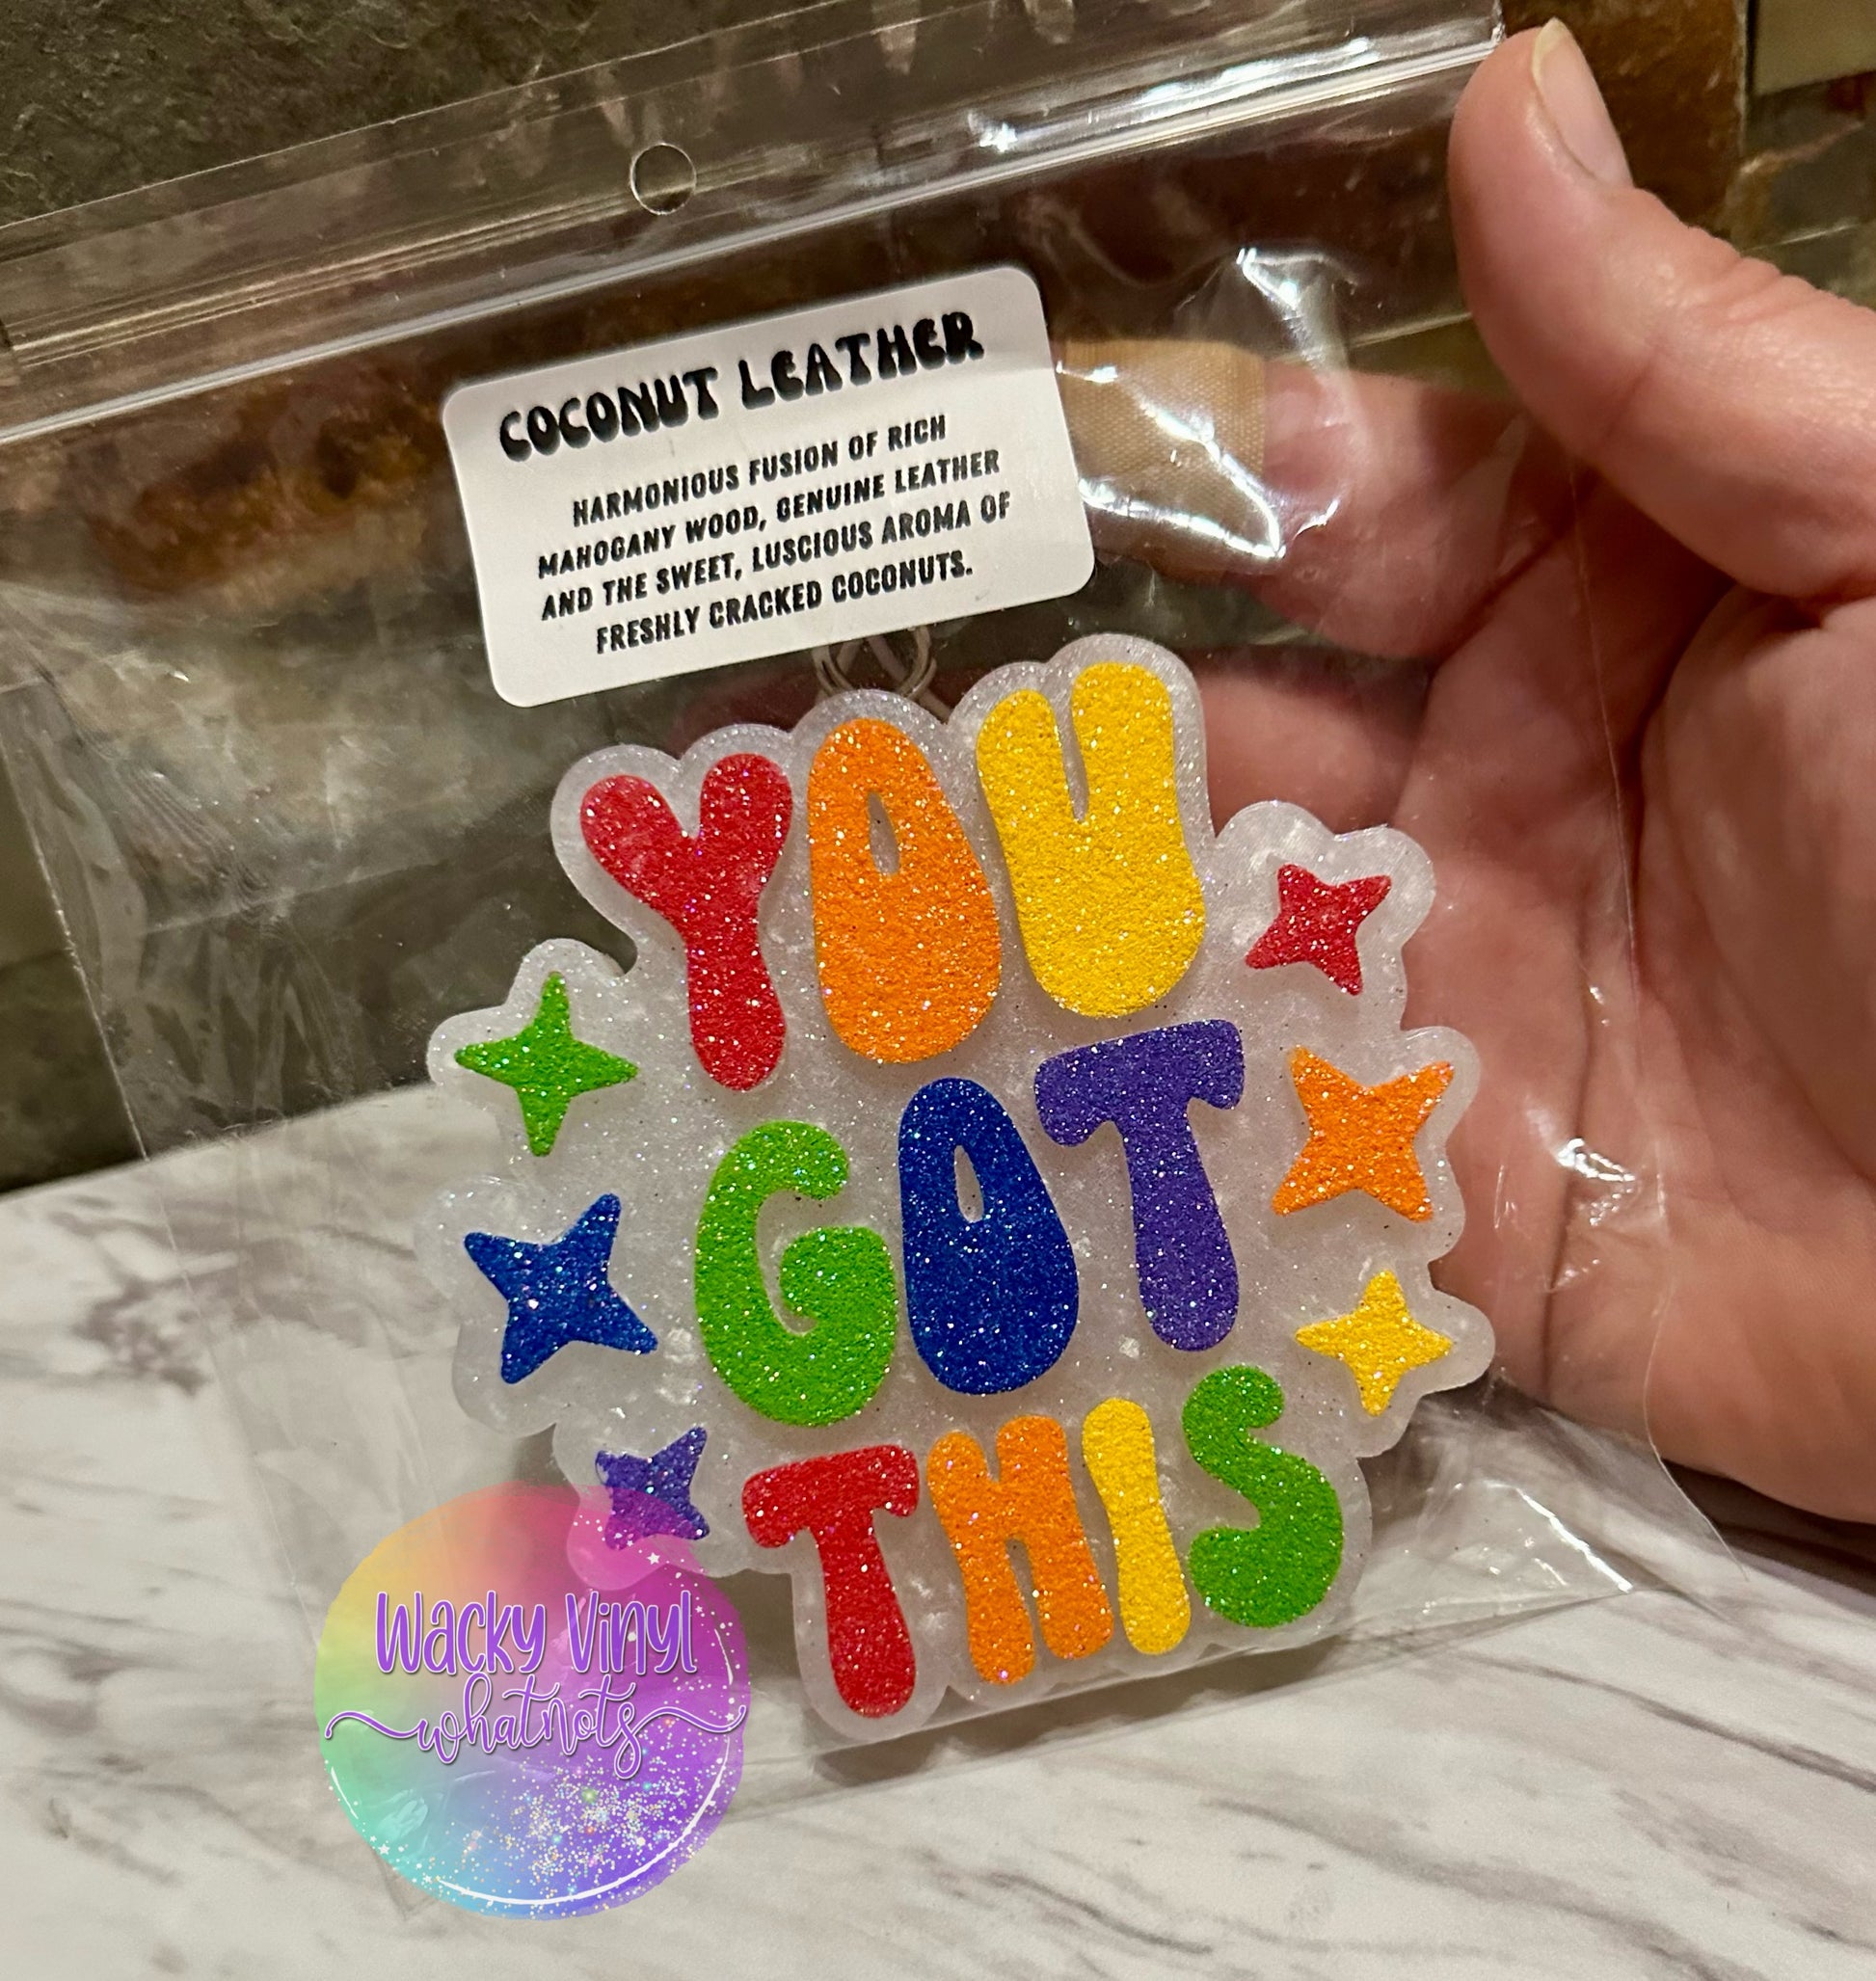 COCONUT LEATHER
HARMONIOUS FUSION OF RICH
MAHOGANY WOOD, GENUINE LEATHER
AND THE SWEET, LUSCIOUS AROMA OF
FRESHLY CRACKED COCONUTS.
YOU
GOT
THIS
Wacky Vinyl
whatnots